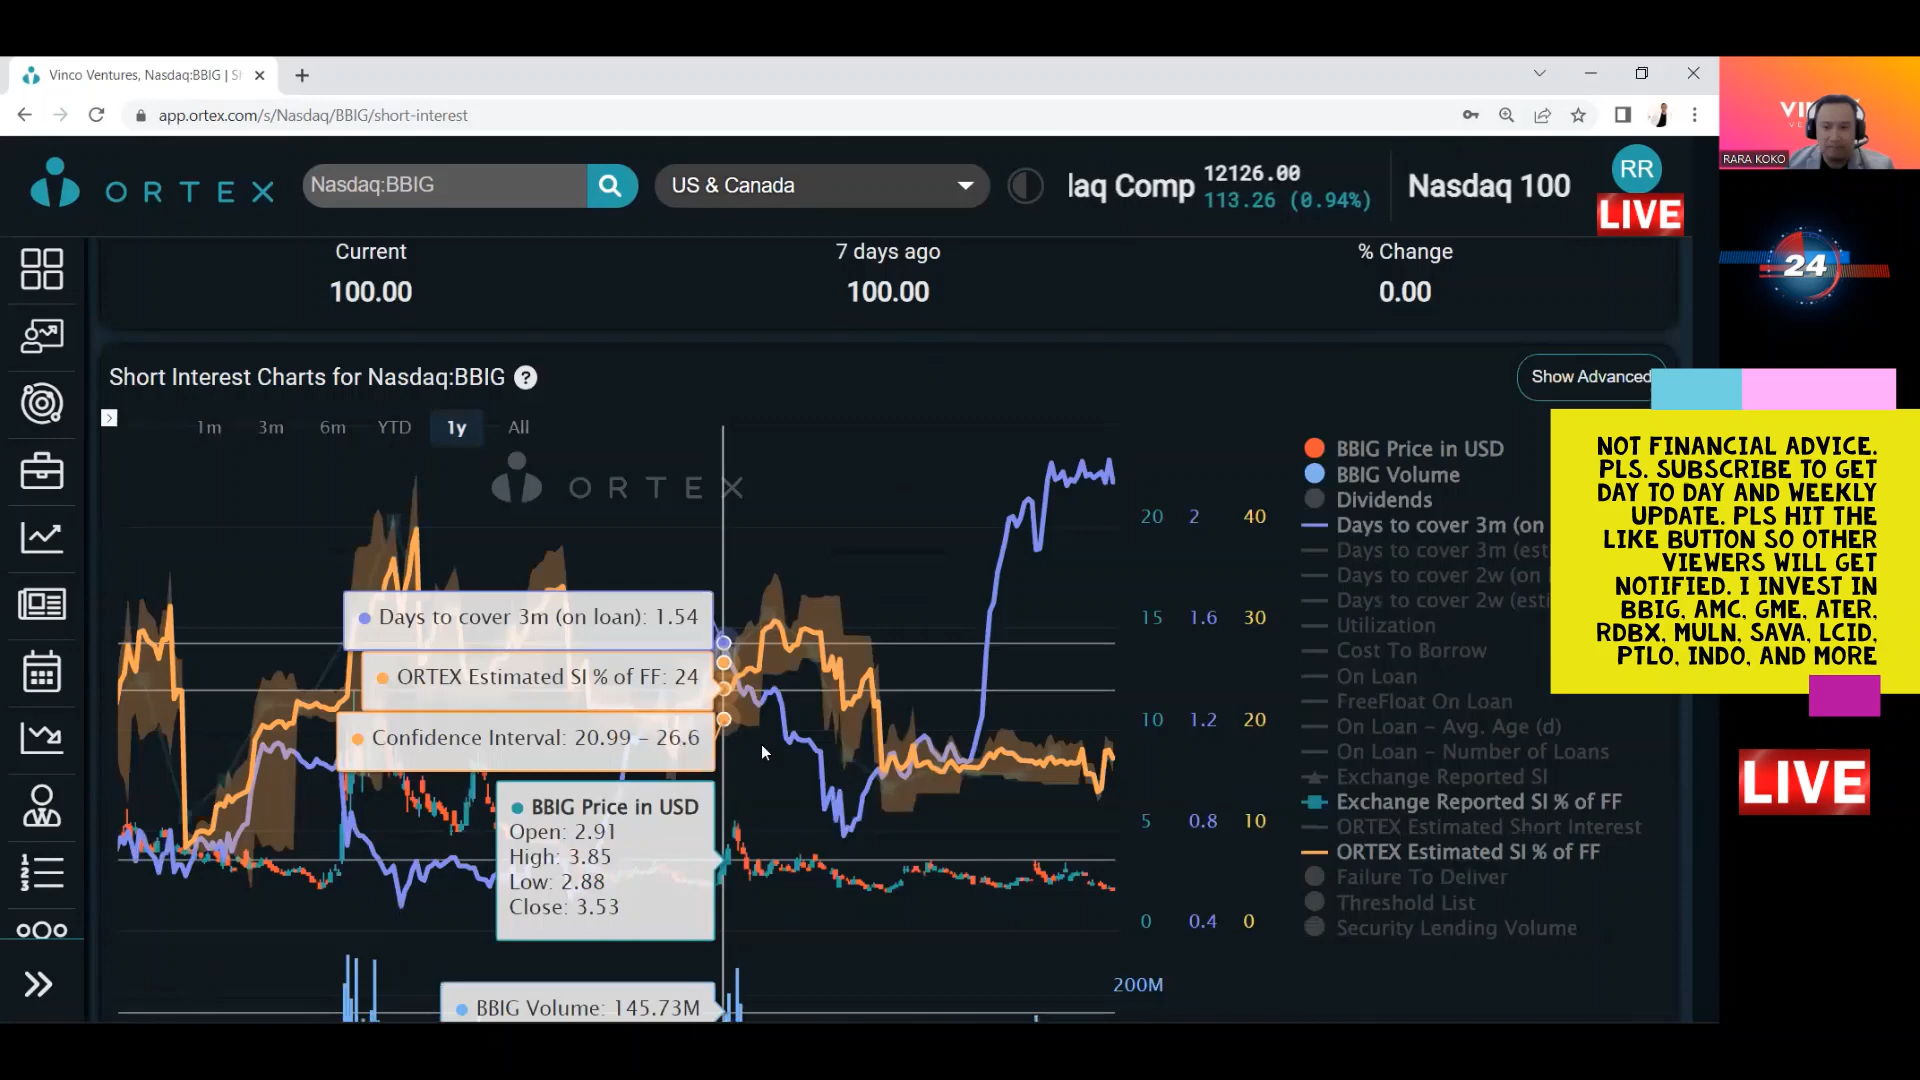 Vinco Ventures, Nasdaq:BBIG | S
app.ortex.com/s/Nasdaq/BBIG/short-interest
ORTEX
Nasdaq:BBIG
US & Canada
laq Comp
12126.00
113.26 (0.94%)
Nasdaq 100
RR
LIVE
RARA KOKO
24
Current
7 days ago
% Change
100.00
100.00
0.00
Short Interest Charts for Nasdaq:BBIG ?
Show Advanced
1m
3m
6m
YTD
1y
All
ORTEX
Days to cover 3m (on loan): 1.54
ORTEX Estimated SI % of FF: 24
Confidence Interval: 20.99 – 26.6
BBIG Price in USD
Open: 2.91
High: 3.85
Low: 2.88
Close: 3.53
BBIG Volume: 145.73M
20 2 40
15 1.6 30
10 1.2 20
5 0.8 10
0 0.4 0
200M
BBIG Price in USD
BBIG Volume
Dividends
Days to cover 3m (on
Days to cover 3m (est
Days to cover 2w (on
Days to cover 2w (esti
Utilization
Cost To Borrow
On Loan
FreeFloat On Loan
On Loan – Avg. Age (d)
On Loan – Number of Loans
Exchange Reported SI
Exchange Reported SI % of FF
ORTEX Estimated Short Interest
ORTEX Estimated SI % of FF
Failure To Deliver
Threshold List
Security Lending Volume
NOT FINANCIAL ADVICE.
PLS. SUBSCRIBE TO GET
DAY TO DAY AND WEEKLY
UPDATE. PLS HIT THE
LIKE BUTTON SO OTHER
VIEWERS WILL GET
NOTIFIED. I INVEST IN
BBIG, AMC, GME, ATER,
RDBX, MULN, SAVA, LCID,
PTLO, INDO, AND MORE
LIVE